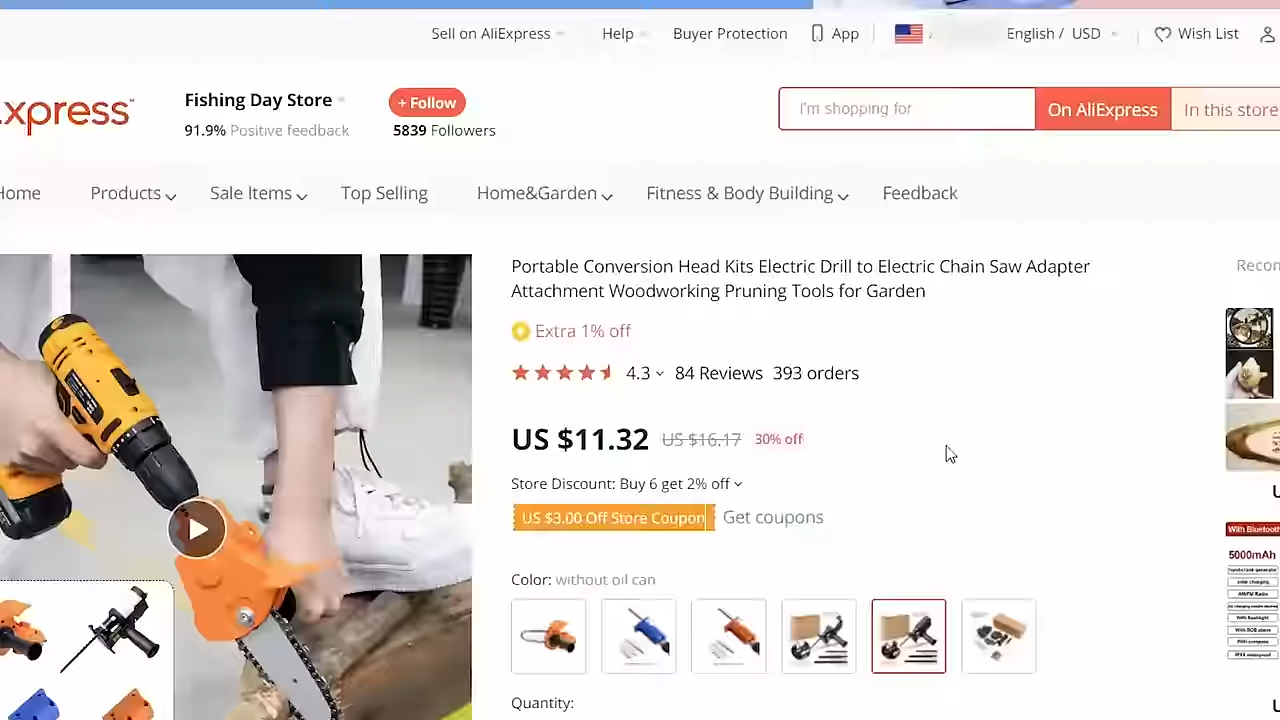 Sell on AliExpress Help Buyer Protection App English / USD Wish List
xpress™ Fishing Day Store + Follow
91.9% Positive feedback 5839 Followers
I'm shopping for On AliExpress In this store
Home Products Sale Items Top Selling Home&Garden Fitness & Body Building Feedback
Portable Conversion Head Kits Electric Drill to Electric Chain Saw Adapter
Attachment Woodworking Pruning Tools for Garden
Recon
Extra 1% off
4.3 84 Reviews 393 orders
US $11.32 US $16.17 30% off
Store Discount: Buy 6 get 2% off
US $3.00 Off Store Coupon Get coupons
With Bluetooth
5000mAh
Color: without oil can
Quantity: